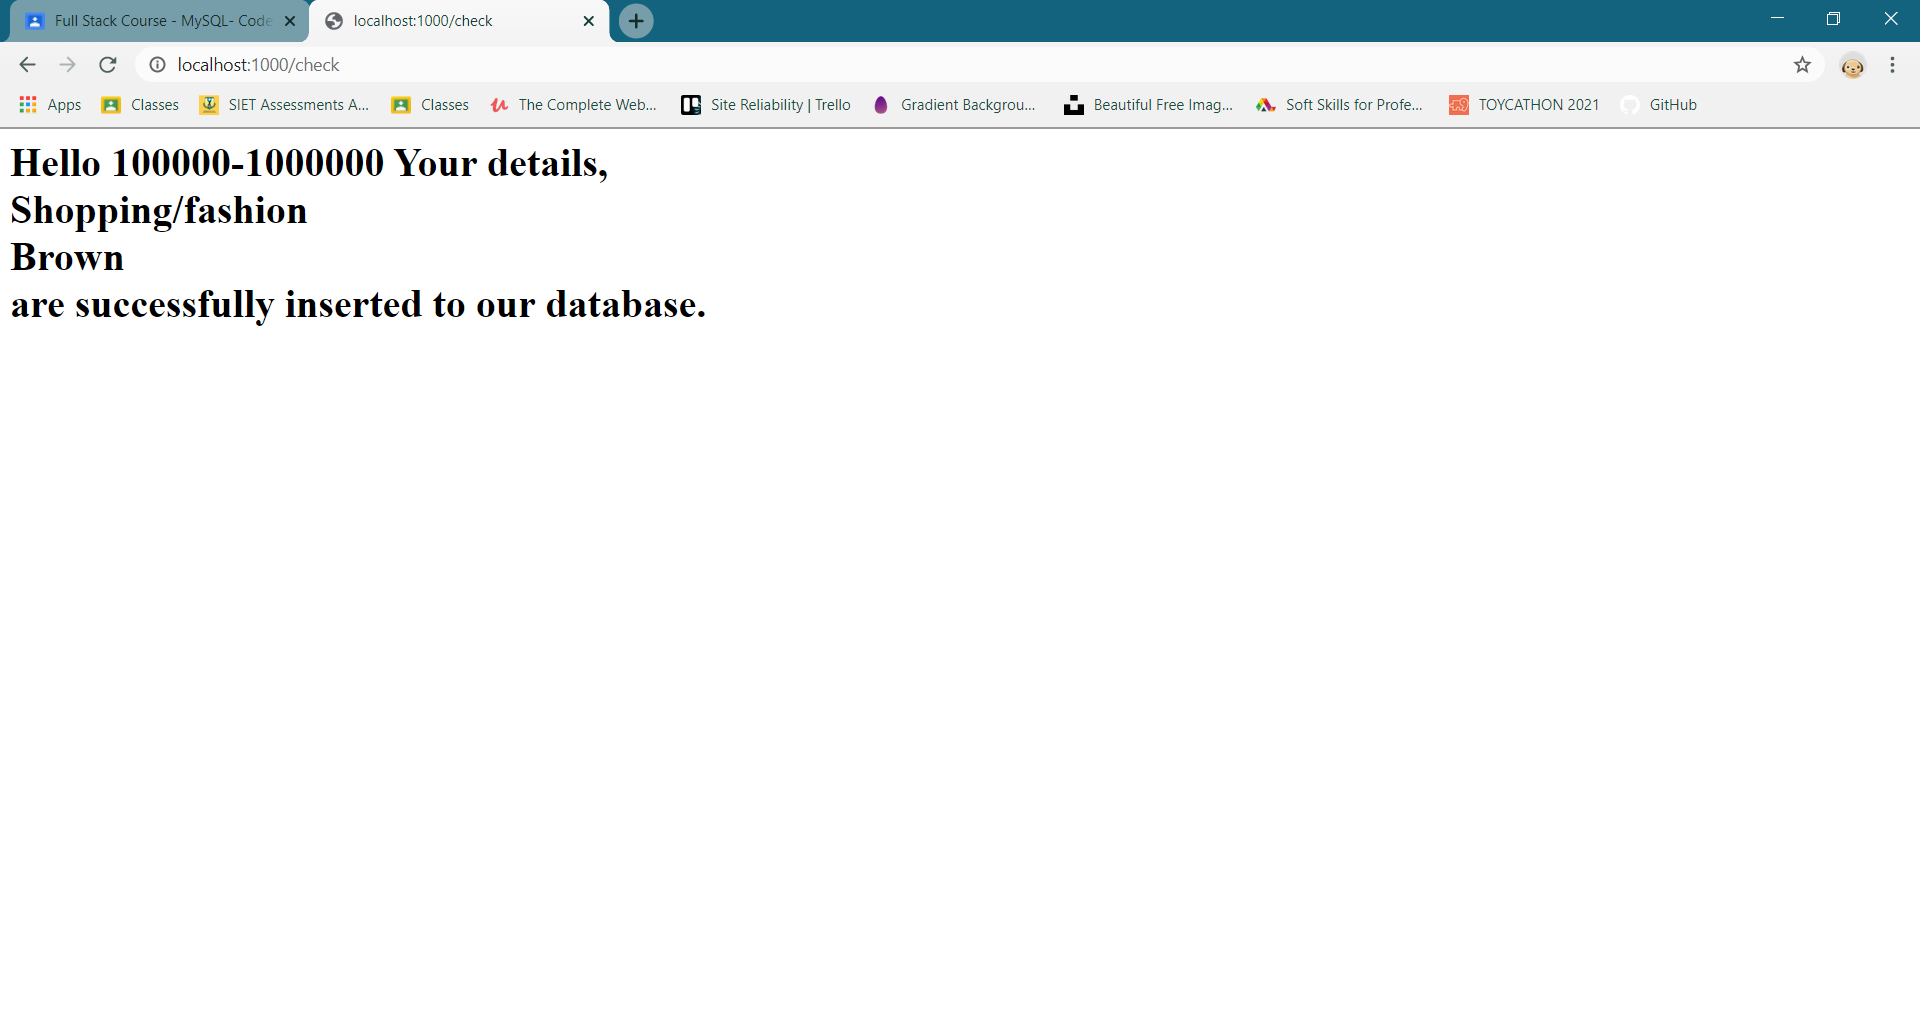 Full Stack Course - MySQL- Code
localhost:1000/check
localhost:1000/check
Apps
Classes
SIET Assessments A...
Classes
The Complete Web...
Site Reliability | Trello
Gradient Backgrou...
Beautiful Free Imag...
Soft Skills for Profe...
TOYCATHON 2021
GitHub
Hello 100000-1000000 Your details,
Shopping/fashion
Brown
are successfully inserted to our database.